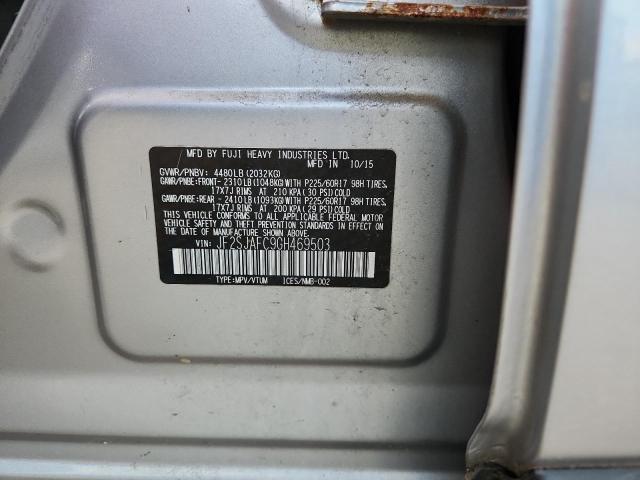 MFD BY FUJI HEAVY INDUSTRIES LTD.
MFD IN 10/15
GVWR/PNBV: 4480LB (2032KG)
GAWR/PNBE:FRONT- 2310LB(1048KG)WITH P225/60R17 98H TIRES,
17X7J RIMS AT 210 KPA (30 PSI)COLD
GAWR/PNBE:REAR - 2410LB(1093KG)WITH P225/60R17 98H TIRES,
17X7J RIMS AT 200 KPA (29 PSI)COLD
THIS VEHICLE CONFORMS TO ALL APPLICABLE FEDERAL MOTOR
VEHICLE SAFETY AND THEFT PREVENTION STANDARDS IN EFFECT ON
THE DATE OF MANUFACTURE SHOWN ABOVE.
VIN: JF2SJAFC9GH469503
TYPE:MPV/VTUM ICES/NMB-002